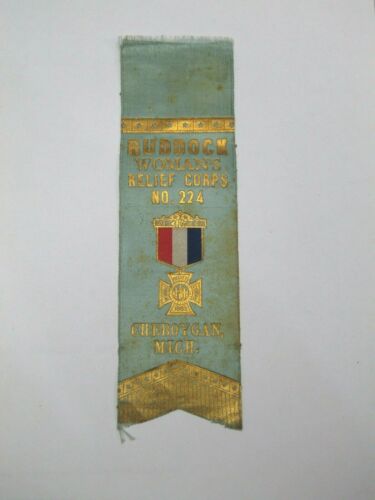 RUDDOCK
WOMAN'S
RELIEF CORPS
NO. 224
CHEBOYGAN,
MICH.